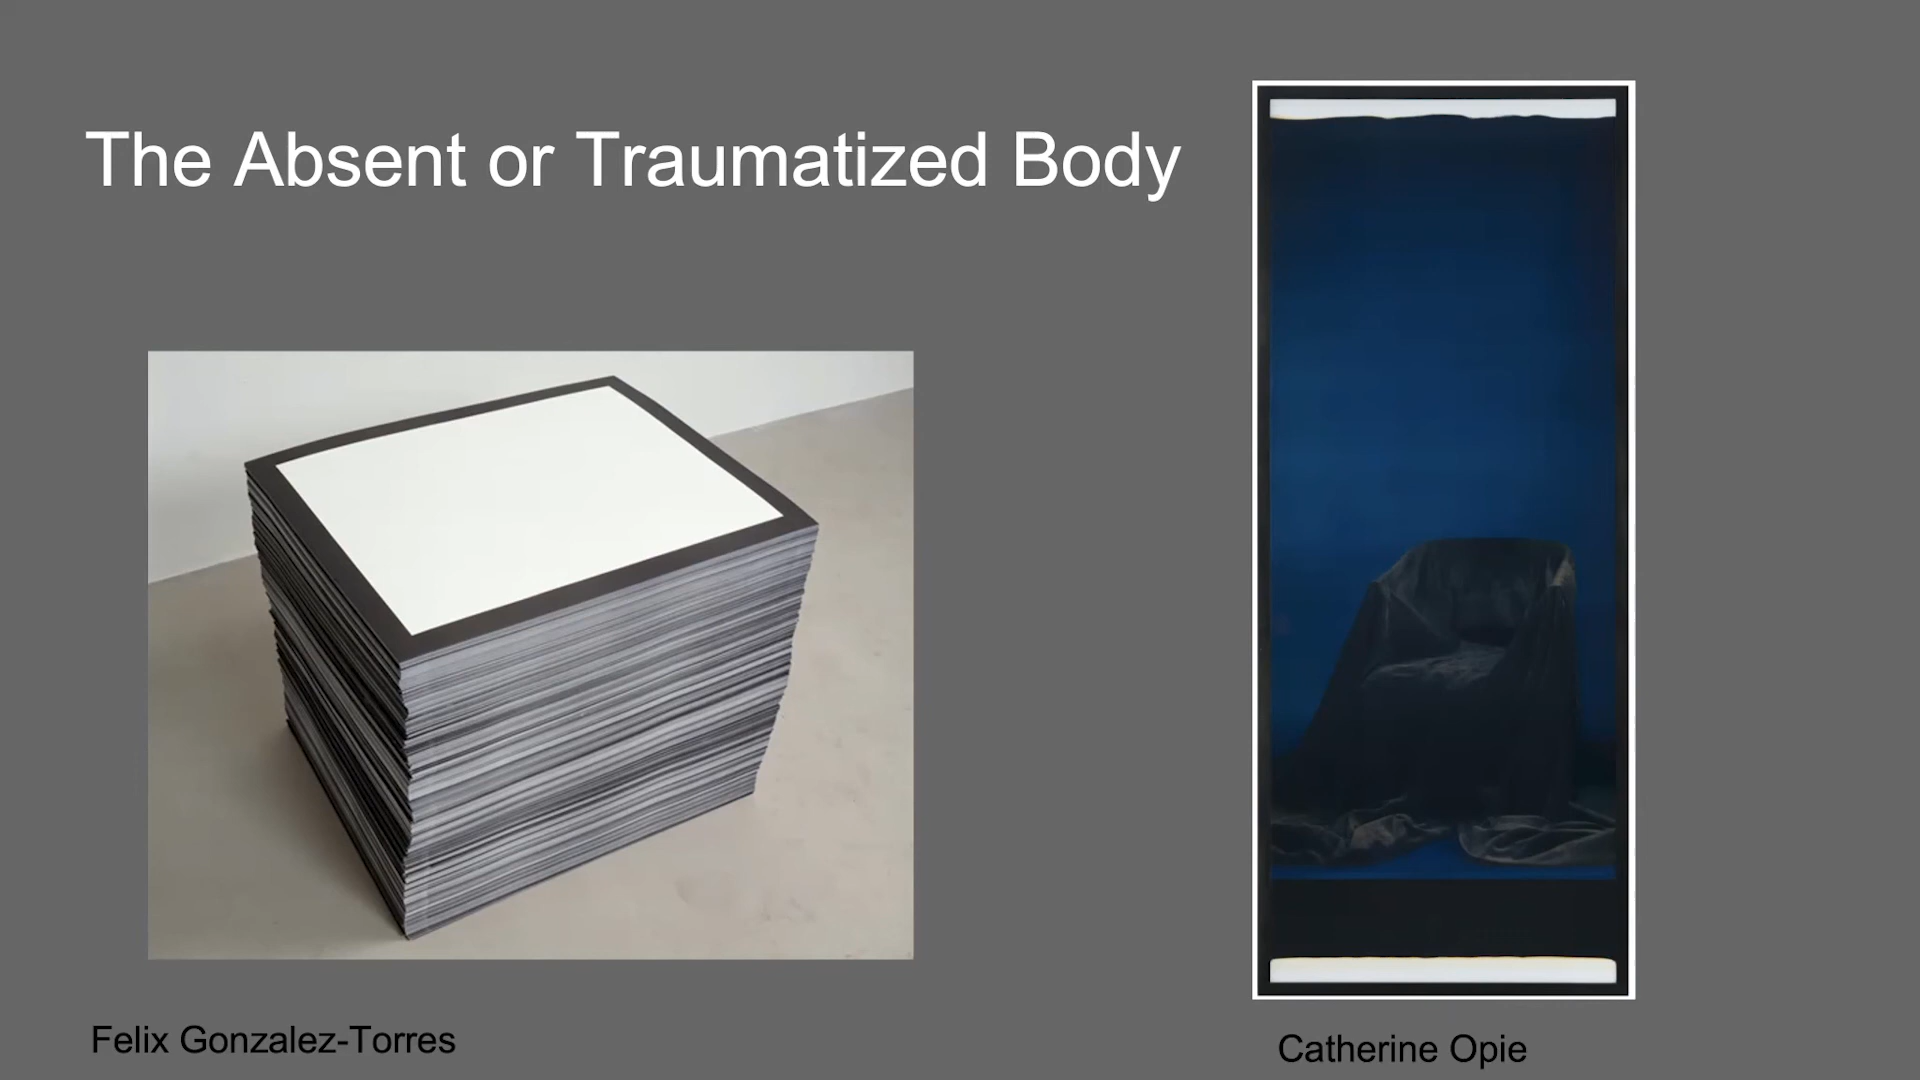 The Absent or Traumatized Body
Felix Gonzalez-Torres
Catherine Opie